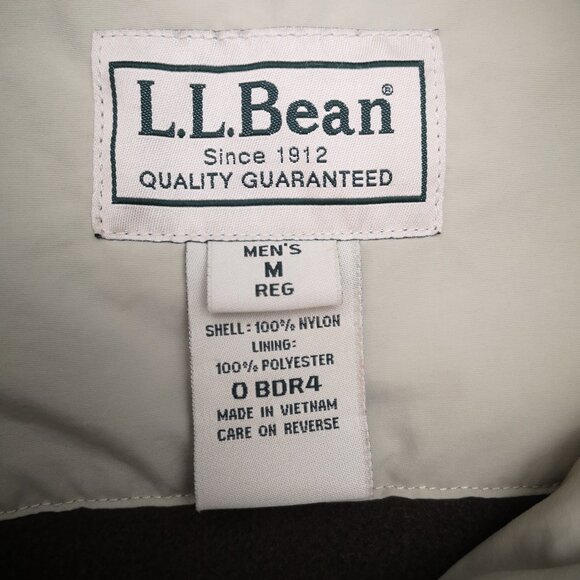 L.L.Bean®
Since 1912
QUALITY GUARANTEED
MEN'S
M
REG
SHELL: 100% NYLON
LINING:
100% POLYESTER
0 BDR4
MADE IN VIETNAM
CARE ON REVERSE